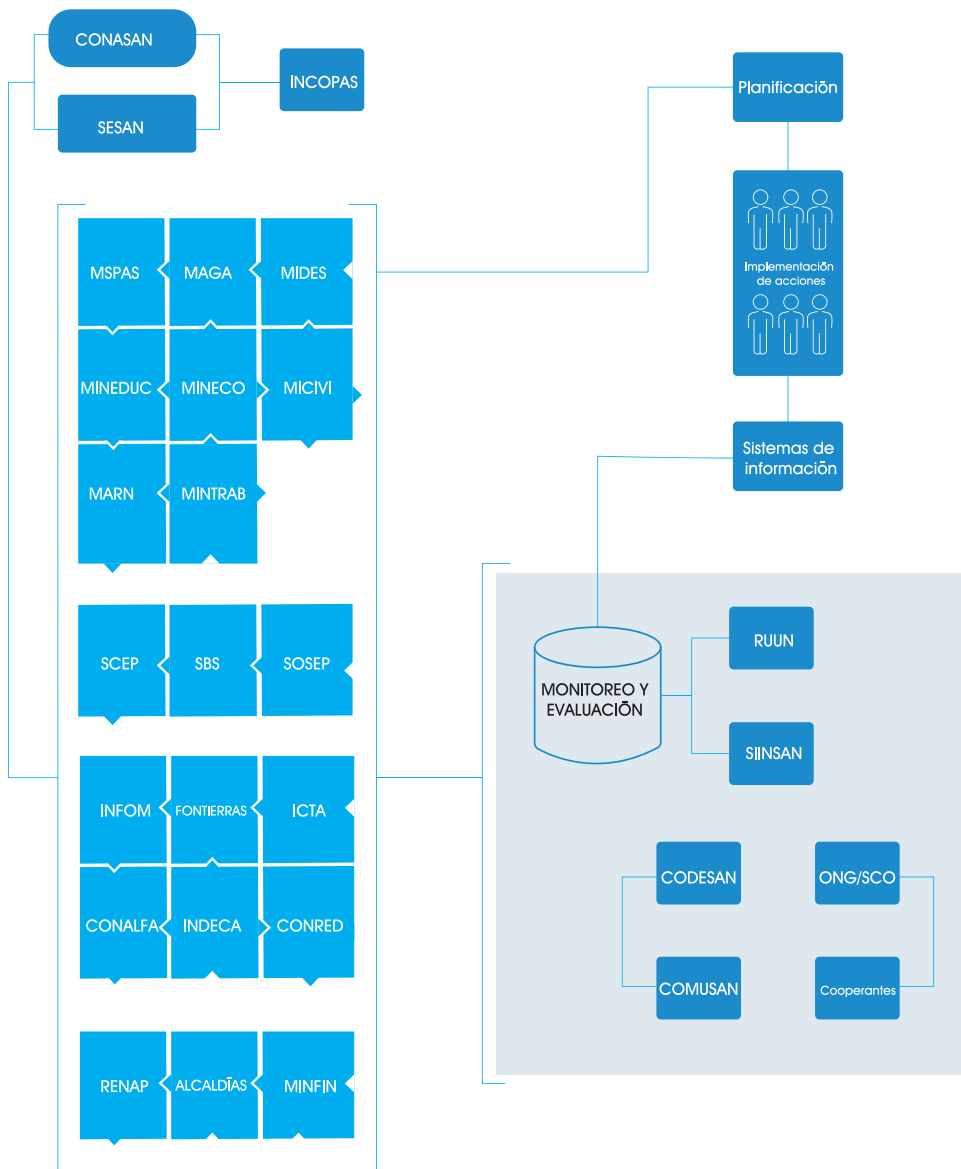 CONASAN
SESAN
INCOPAS
Planificación
Implementación
de acciones
Sistemas de
información
MSPAS
MAGA
MIDES
MINEDUC
MINECO
MICIVI
MARN
MINTRAB
SCEP
SBS
SOSEP
INFOM
FONTIERRAS
ICTA
CONALFA
INDECA
CONRED
RENAP
ALCALDÍAS
MINFIN
MONITOREO Y
EVALUACIÓN
RUUN
SIINSAN
CODESAN
ONG/SCO
COMUSAN
Cooperantes